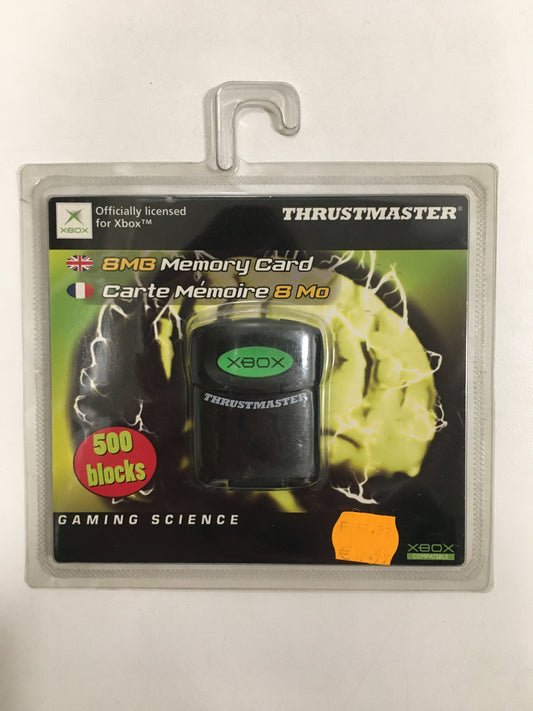 XBOX
Officially licensed
for Xbox™
THRUSTMASTER®
8MB Memory Card
Carte Mémoire 8 Mo
XBOX
THRUSTMASTER
500
blocks
GAMING SCIENCE
XBOX™
COMPATIBLE